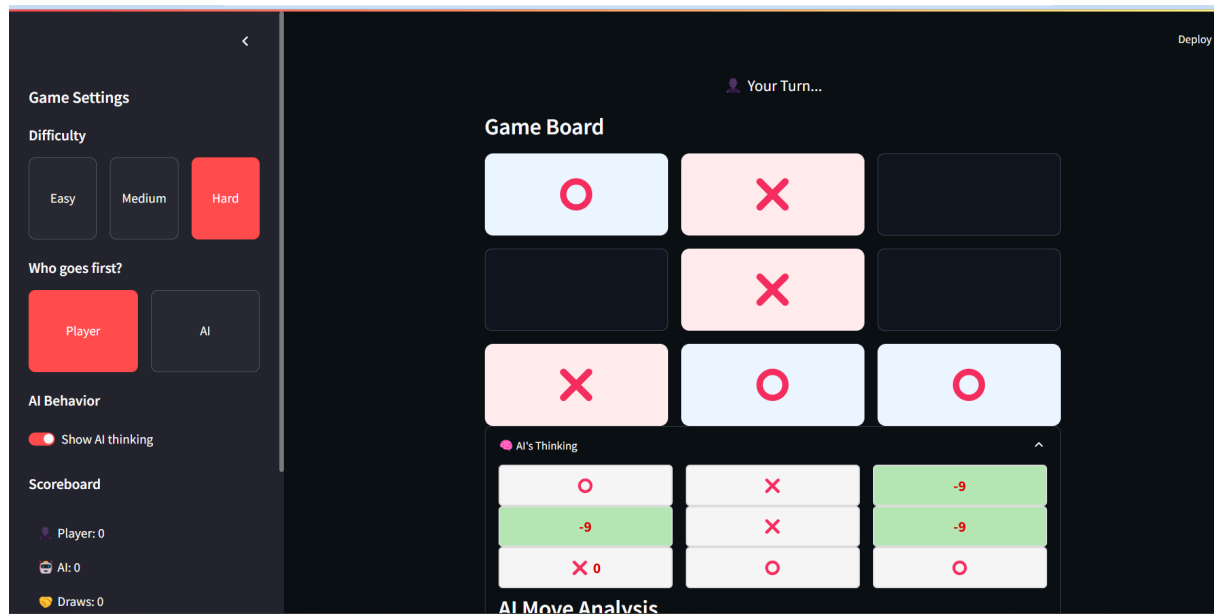 Deploy
Game Settings
Difficulty
Easy Medium Hard
Who goes first?
Player AI
AI Behavior
Show AI thinking
Scoreboard
Player: 0
AI: 0
Draws: 0
Your Turn...
Game Board
AI's Thinking
-9
-9 -9
0
AI Move Analysis